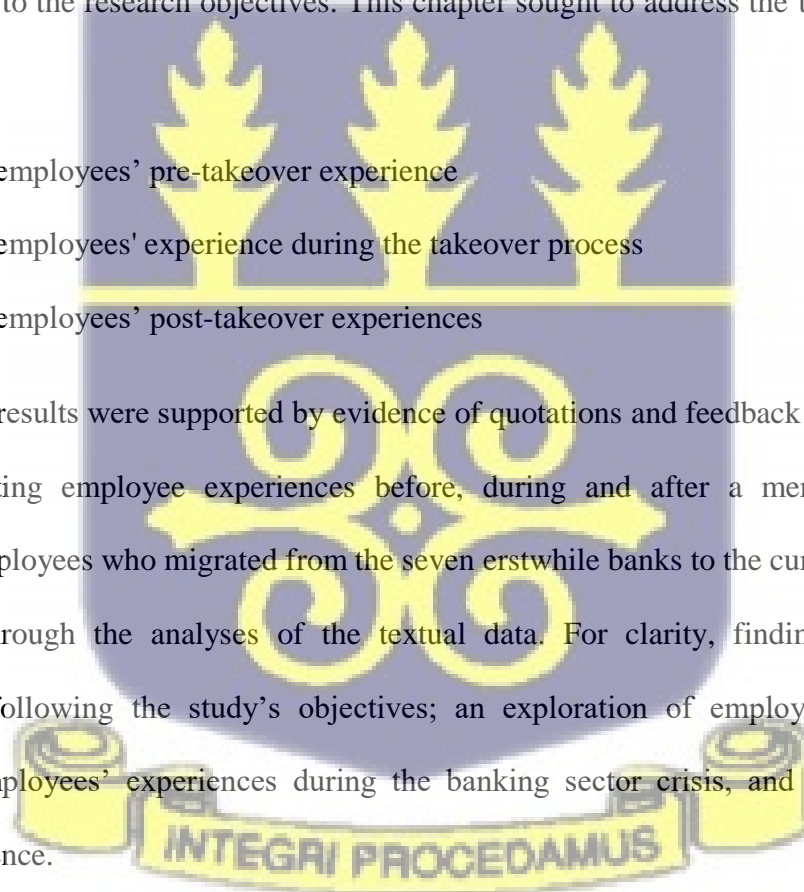 to the research objectives. This chapter sought to address the t
employees’ pre-takeover experience
employees' experience during the takeover process
employees’ post-takeover experiences
results were supported by evidence of quotations and feedback
ting employee experiences before, during and after a mer
ployees who migrated from the seven erstwhile banks to the cur
rough the analyses of the textual data. For clarity, findin
ollowing the study’s objectives; an exploration of employ
ployees’ experiences during the banking sector crisis, and
ence.
INTEGRI PROCEDAMUS